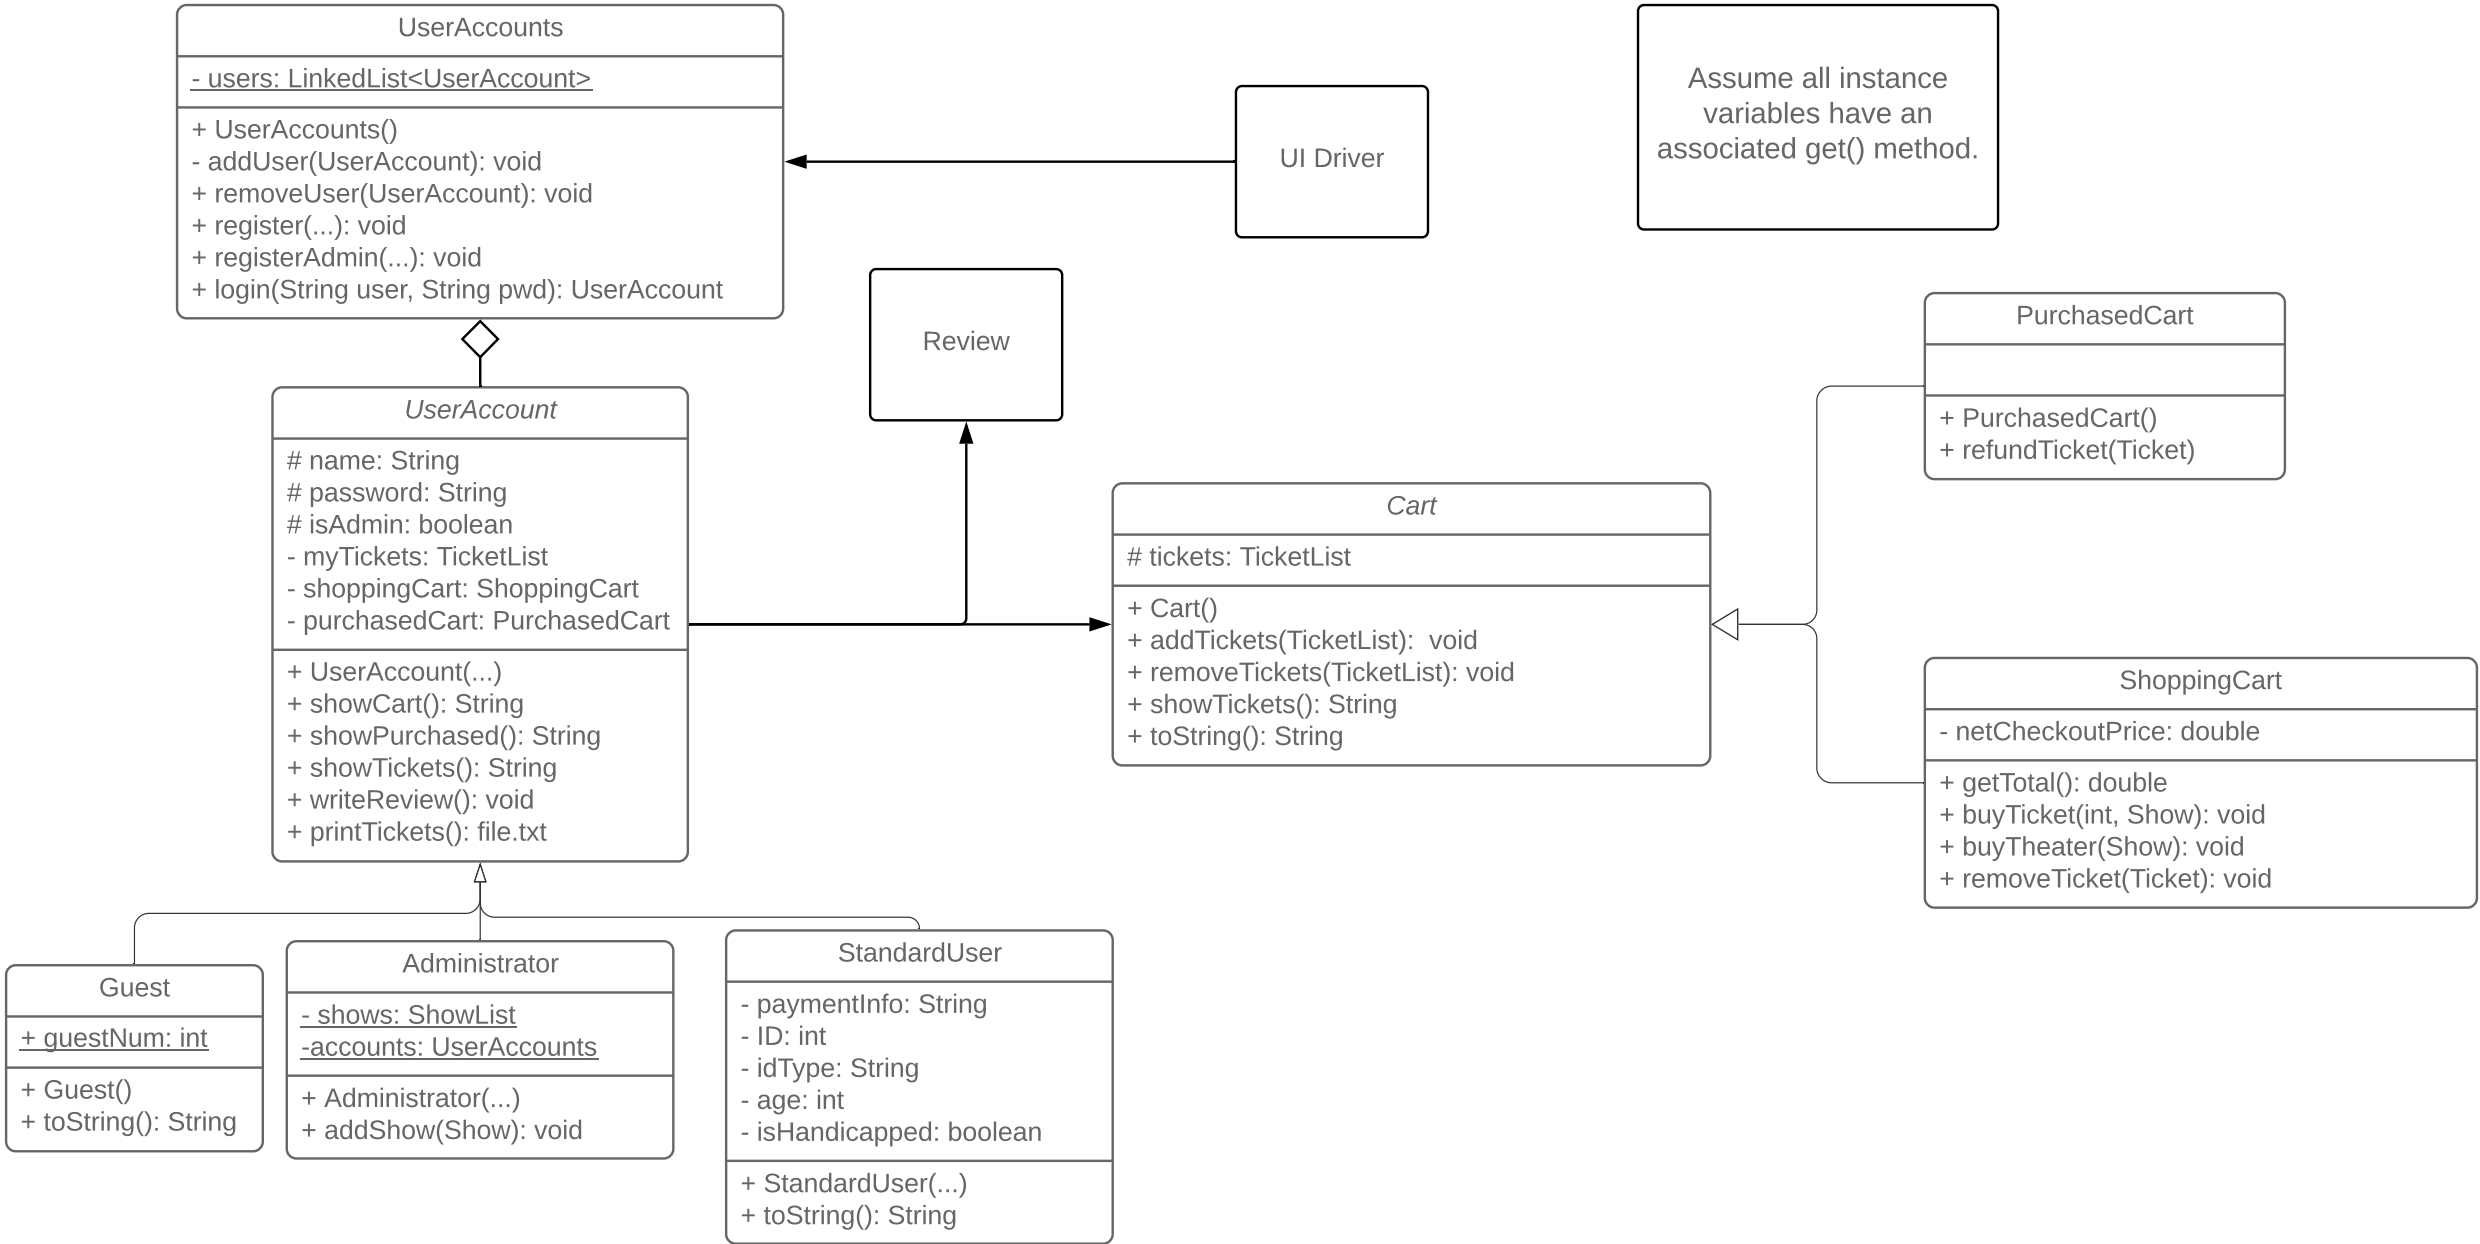 UserAccounts
- users: LinkedList<UserAccount>
+ UserAccounts()
- addUser(UserAccount): void
+ removeUser(UserAccount): void
+ register(...): void
+ registerAdmin(...): void
+ login(String user, String pwd): UserAccount
UI Driver
Assume all instance
variables have an
associated get() method.
Review
UserAccount
# name: String
# password: String
# isAdmin: boolean
- myTickets: TicketList
- shoppingCart: ShoppingCart
- purchasedCart: PurchasedCart
+ UserAccount(...)
+ showCart(): String
+ showPurchased(): String
+ showTickets(): String
+ writeReview(): void
+ printTickets(): file.txt
Cart
# tickets: TicketList
+ Cart()
+ addTickets(TicketList):  void
+ removeTickets(TicketList): void
+ showTickets(): String
+ toString(): String
PurchasedCart
+ PurchasedCart()
+ refundTicket(Ticket)
ShoppingCart
- netCheckoutPrice: double
+ getTotal(): double
+ buyTicket(int, Show): void
+ buyTheater(Show): void
+ removeTicket(Ticket): void
Guest
+ guestNum: int
+ Guest()
+ toString(): String
Administrator
- shows: ShowList
-accounts: UserAccounts
+ Administrator(...)
+ addShow(Show): void
StandardUser
- paymentInfo: String
- ID: int
- idType: String
- age: int
- isHandicapped: boolean
+ StandardUser(...)
+ toString(): String